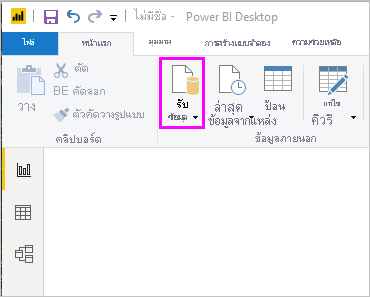 ไม่มีชื่อ - Power BI Desktop
ไฟล์ หน้าแรก มุมมอง การสร้างแบบจำลอง ความช่วยเหลือ
วาง
ตัด
BE คัดลอก
ตัวคัดวางรูปแบบ
คลิปบอร์ด
รับ
ข้อมูล
ล่าสุด
ป้อน
ข้อมูลจากแหล่ง
แก้ไข
คิวรี
ข้อมูลภายนอก